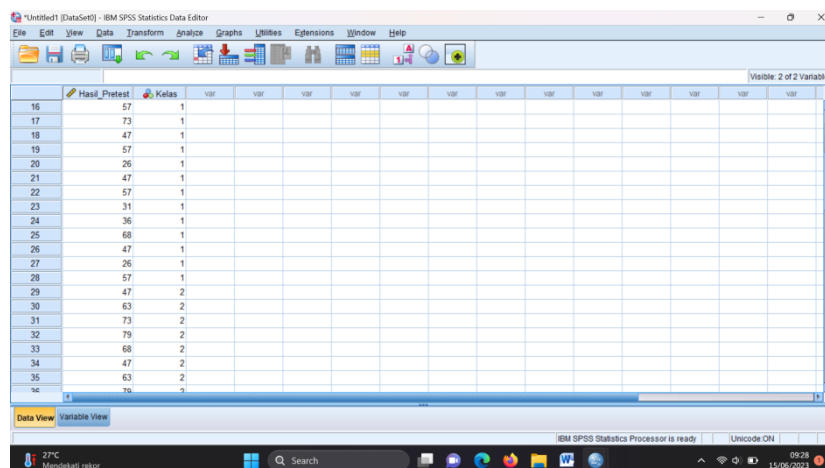 *Untitled1 [DataSet0] - IBM SPSS Statistics Data Editor
File Edit View Data Transform Analyze Graphs Utilities Extensions Window Help
Visible: 2 of 2 Variabl
Hasil_Pretest Kelas var var var var var var var var var var var var var
16 57 1
17 73 1
18 47 1
19 57 1
20 26 1
21 47 1
22 57 1
23 31 1
24 36 1
25 68 1
26 47 1
27 26 1
28 57 1
29 47 2
30 63 2
31 73 2
32 79 2
33 68 2
34 47 2
35 63 2
36 79 2
Data View Variable View
IBM SPSS Statistics Processor is ready Unicode:ON
27°C
Mendekati rekor
Search
09:28
15/06/2023